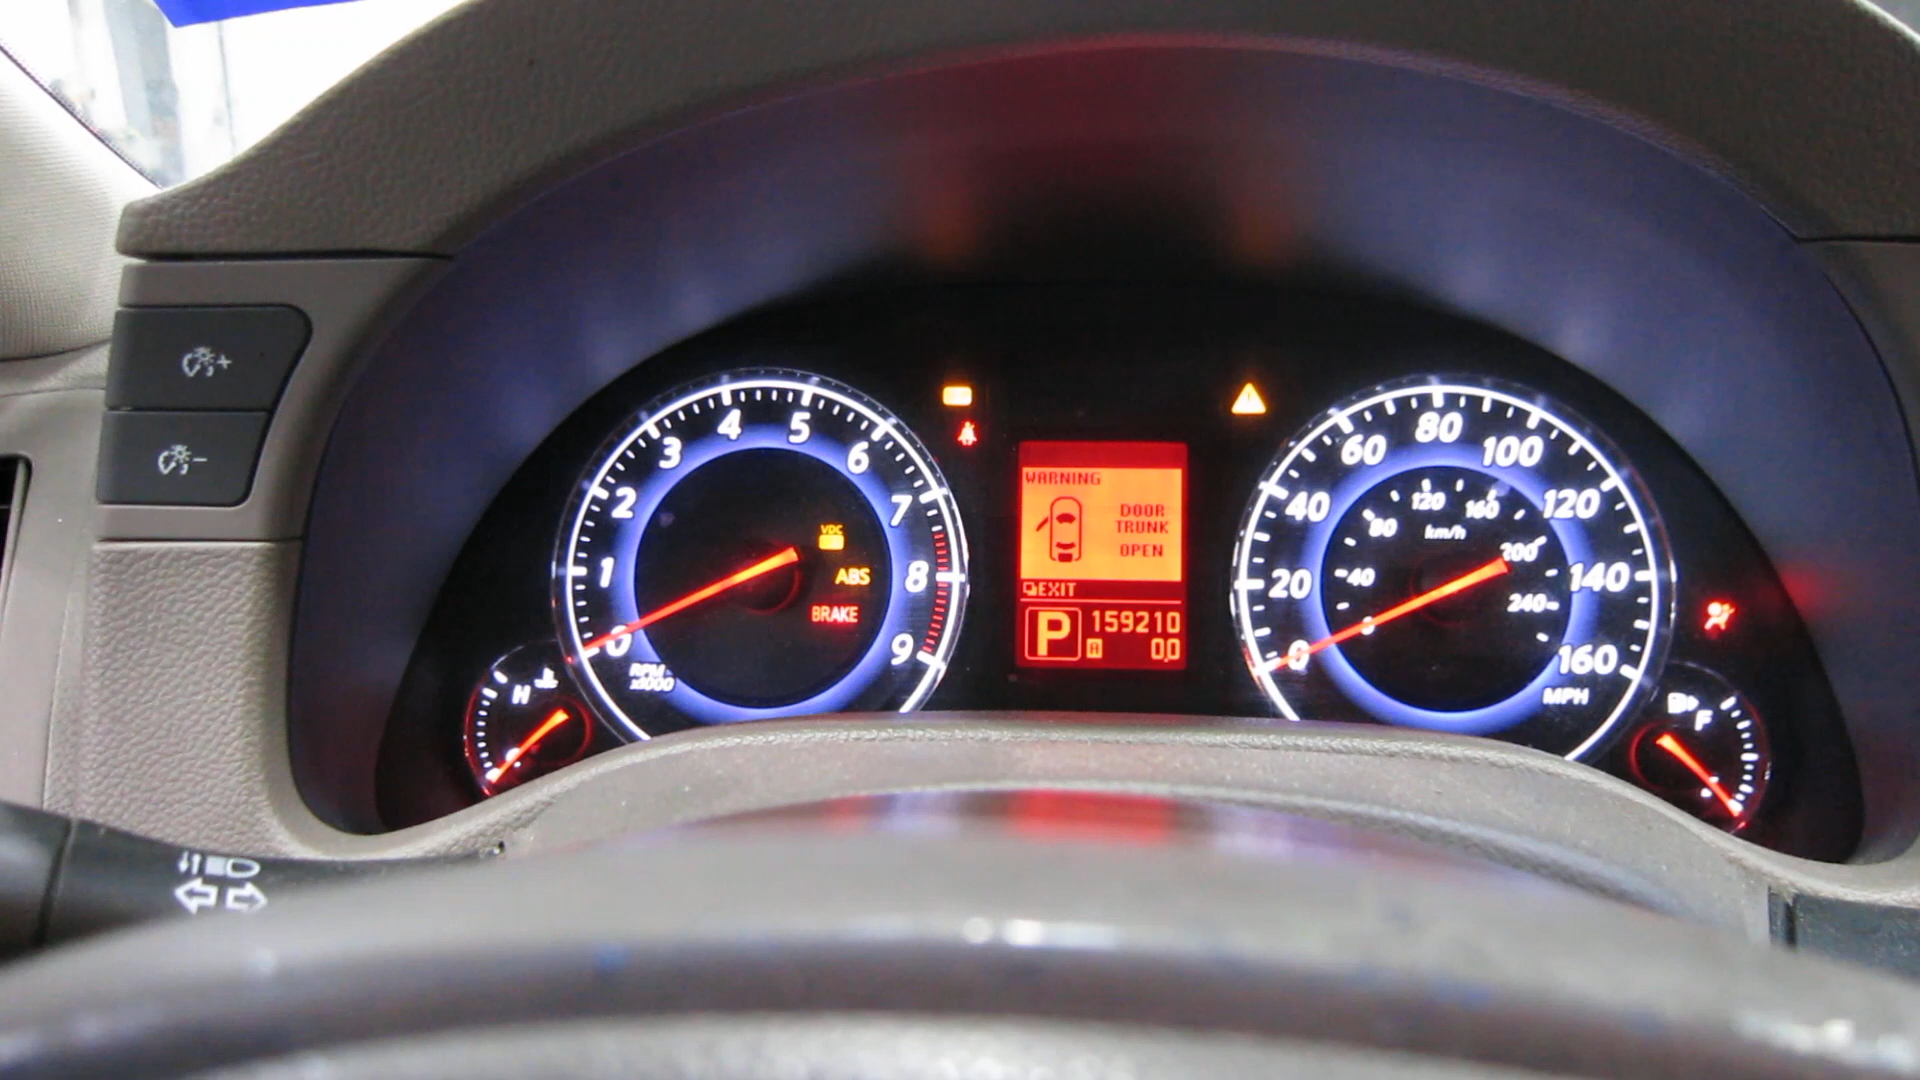 1
2
3
4
5
6
7
8
9
0
RPM
x1000
VDC
ABS
BRAKE
H
WARNING
DOOR
TRUNK
OPEN
EXIT
P 159210
0.0
0
20
40
60
80
100
120
140
160
MPH
0
40
80
120
160
200
240
km/h
F